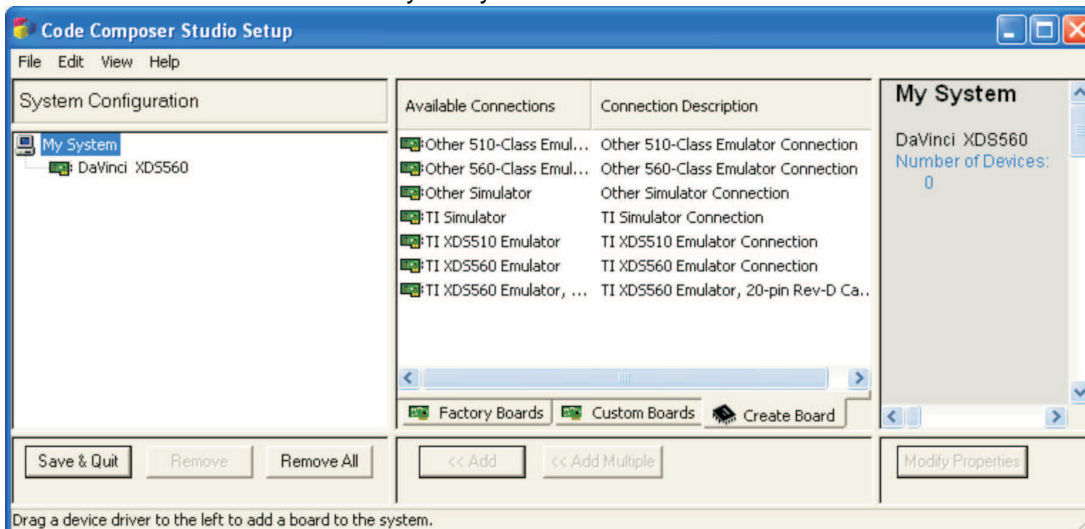 Code Composer Studio Setup
File Edit View Help
System Configuration
My System
DaVinci XDS560
Available Connections Connection Description
Other 510-Class Emul... Other 510-Class Emulator Connection
Other 560-Class Emul... Other 560-Class Emulator Connection
Other Simulator Other Simulator Connection
TI Simulator TI Simulator Connection
TI XDS510 Emulator TI XDS510 Emulator Connection
TI XDS560 Emulator TI XDS560 Emulator Connection
TI XDS560 Emulator, ... TI XDS560 Emulator, 20-pin Rev-D Ca..
Factory Boards Custom Boards Create Board
My System
DaVinci XDS560
Number of Devices:
0
Save & Quit Remove Remove All << Add << Add Multiple Modify Properties
Drag a device driver to the left to add a board to the system.